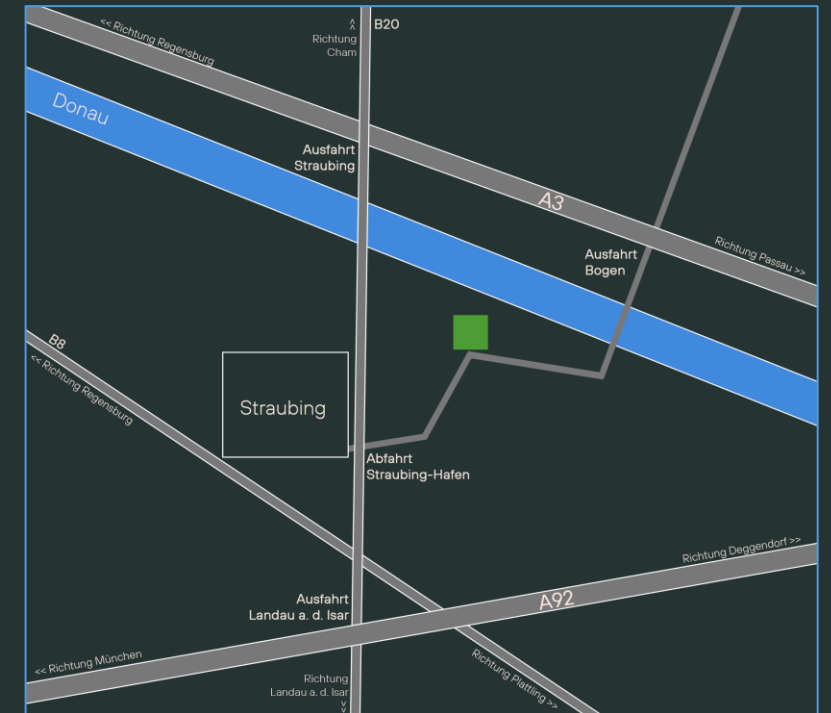 << Richtung Regensburg
B20
Richtung
Cham
Donau
Ausfahrt
Straubing
A3
Richtung Passau >>
Ausfahrt
Bogen
B8
<< Richtung Regensburg
Straubing
Abfahrt
Straubing-Hafen
Richtung Deggendorf >>
Ausfahrt
Landau a. d. Isar
A92
<< Richtung München
Richtung
Landau a. d. Isar
Richtung Plattling >>